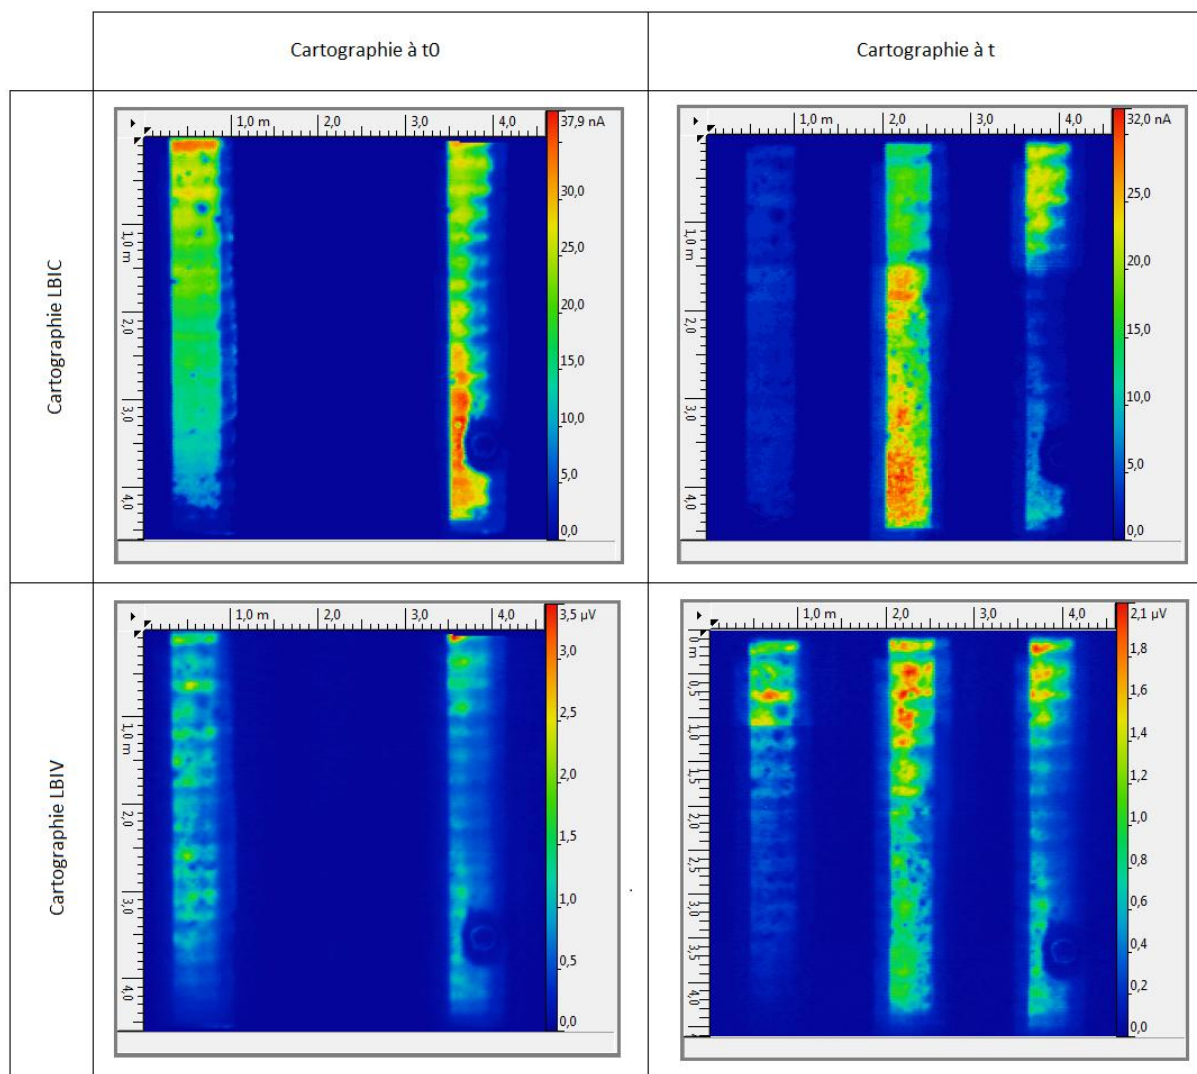 Cartographie à t0
Cartographie à t
Cartographie LBIC
1,0 m 2,0 3,0 4,0
37,9 nA
30,0
25,0
20,0
15,0
10,0
5,0
0,0
1,0 m
2,0
3,0
4,0
1,0 m 2,0 3,0 4,0
32,0 nA
25,0
20,0
15,0
10,0
5,0
0,0
1,0 m
2,0
3,0
4,0
Cartographie LBIV
1,0 m 2,0 3,0 4,0
3,5 µV
3,0
2,5
2,0
1,5
1,0
0,5
0,0
1,0 m
2,0
3,0
4,0
1,0 m 2,0 3,0 4,0
2,1 µV
1,8
1,6
1,4
1,2
1,0
0,8
0,6
0,4
0,2
0,0
0 m
0,5
1,0
1,5
2,0
2,5
3,0
3,5
4,0